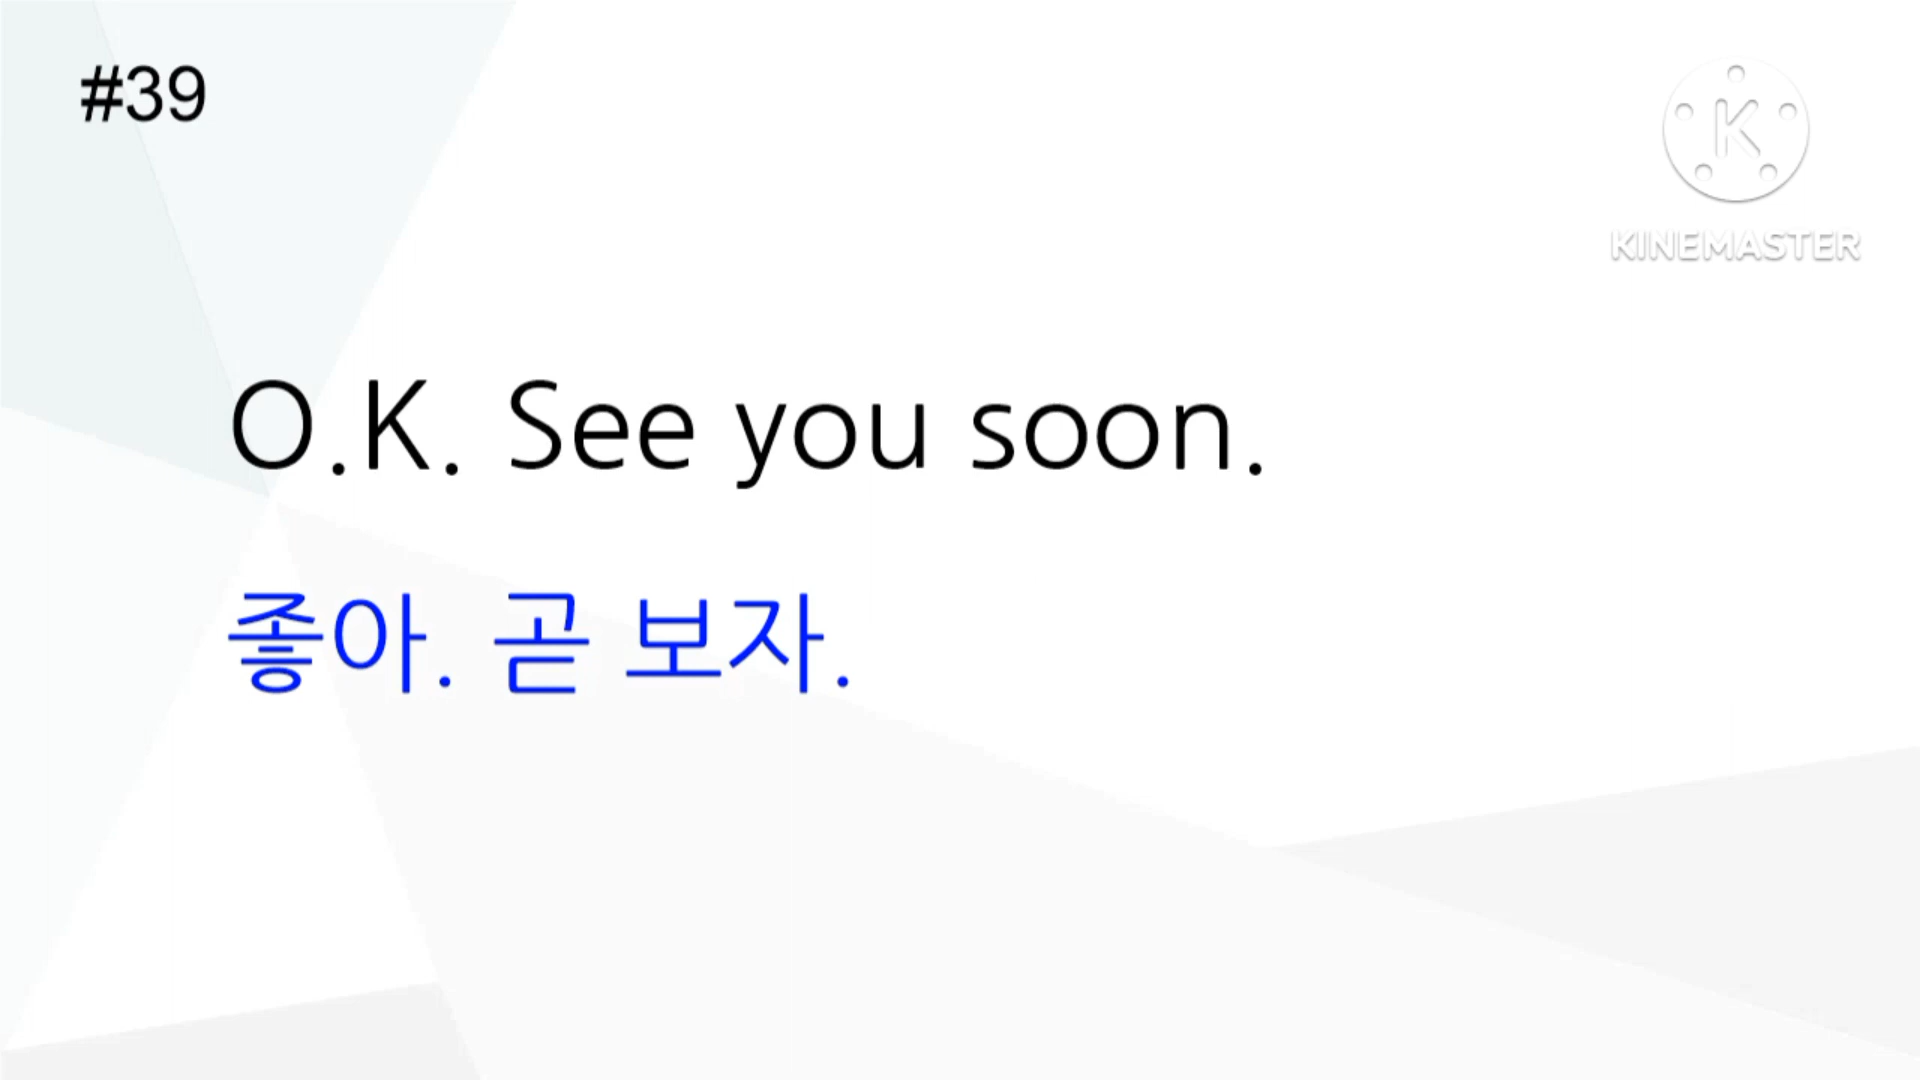 #39
K
KINEMASTER
O.K. See you soon.
좋아. 곧 보자.